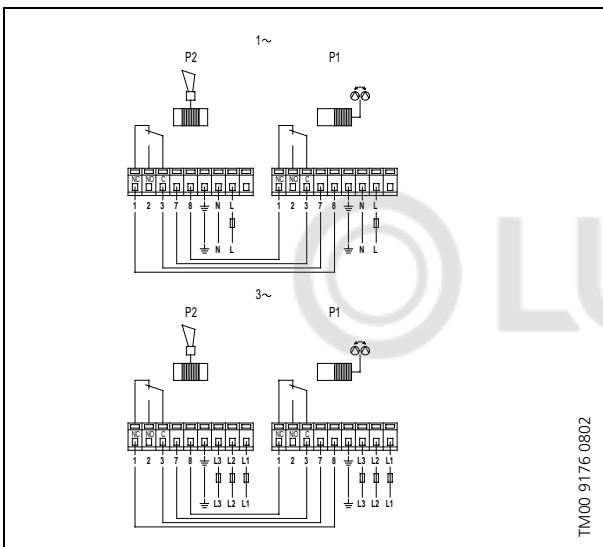 1~
P2 P1
NC NO C NC NO C
1 2 3 7 8 N L 1 2 3 7 8 N L
N L N L
3~
P2 P1
NC NO C NC NO C
1 2 3 7 8 L3 L2 L1 1 2 3 7 8 L3 L2 L1
L3 L2 L1 L3 L2 L1
TM00 9176 0802
LU